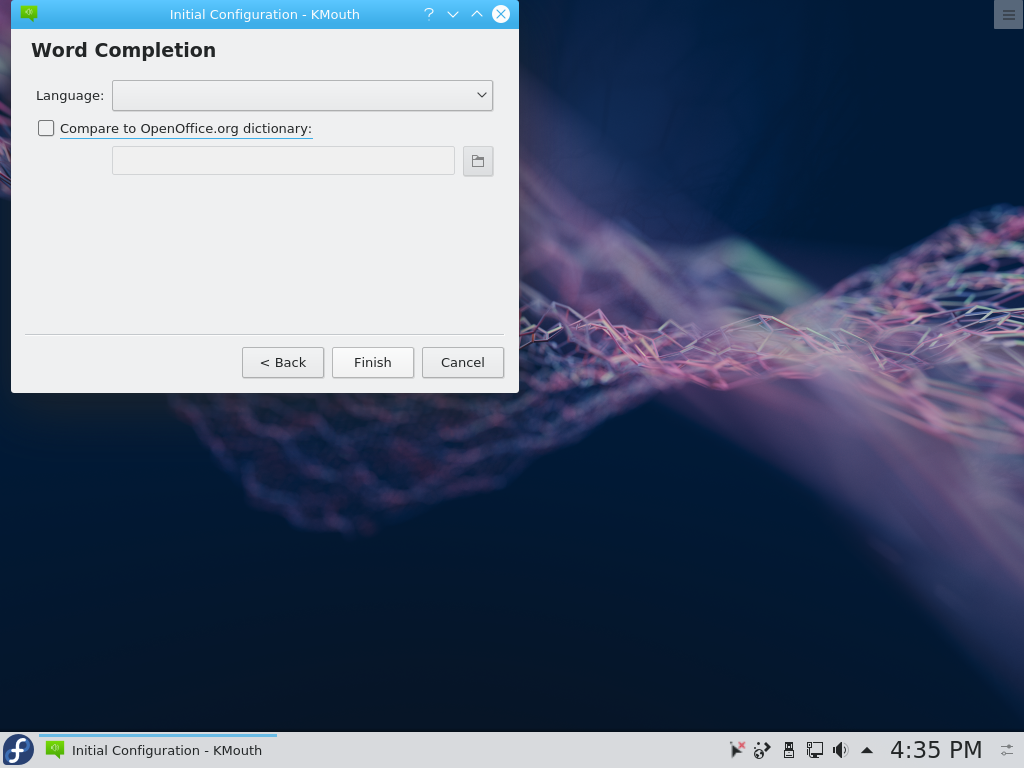 Initial Configuration - KMouth
Word Completion
Language:
Compare to OpenOffice.org dictionary:
< Back
Finish
Cancel
Initial Configuration - KMouth
4:35 PM